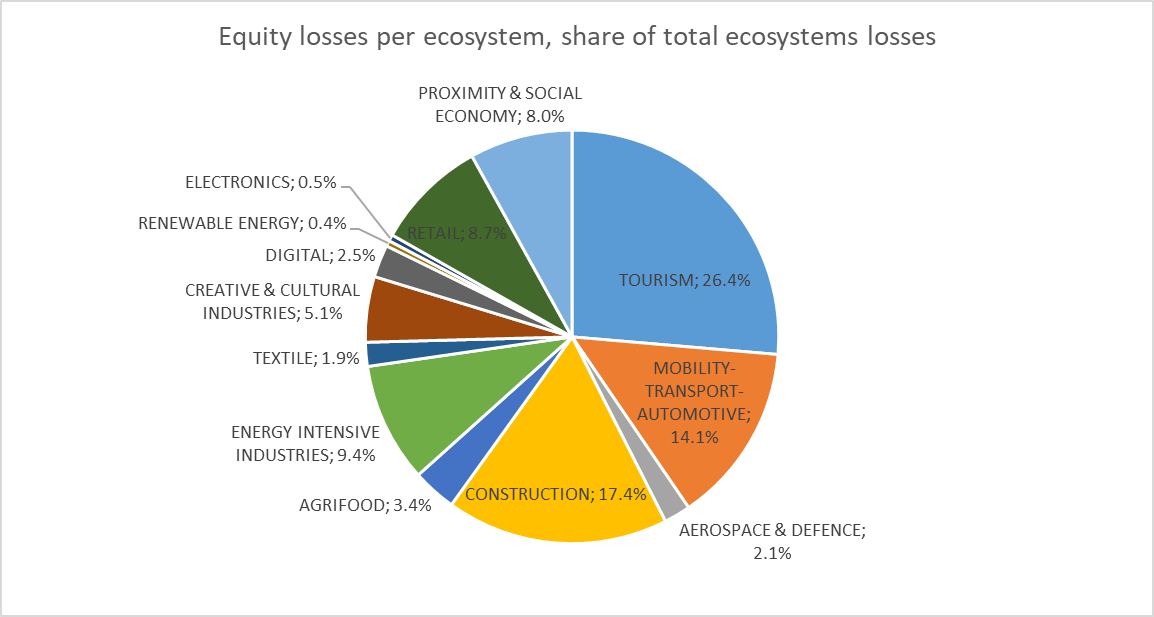 Equity losses per ecosystem, share of total ecosystems losses
PROXIMITY & SOCIAL
ECONOMY; 8.0%
ELECTRONICS; 0.5%
RENEWABLE ENERGY; 0.4%
RETAIL; 8.7%
DIGITAL; 2.5%
TOURISM; 26.4%
CREATIVE & CULTURAL
INDUSTRIES; 5.1%
TEXTILE; 1.9%
MOBILITY-
TRANSPORT-
AUTOMOTIVE;
14.1%
ENERGY INTENSIVE
INDUSTRIES; 9.4%
CONSTRUCTION; 17.4%
AGRIFOOD; 3.4%
AEROSPACE & DEFENCE;
2.1%